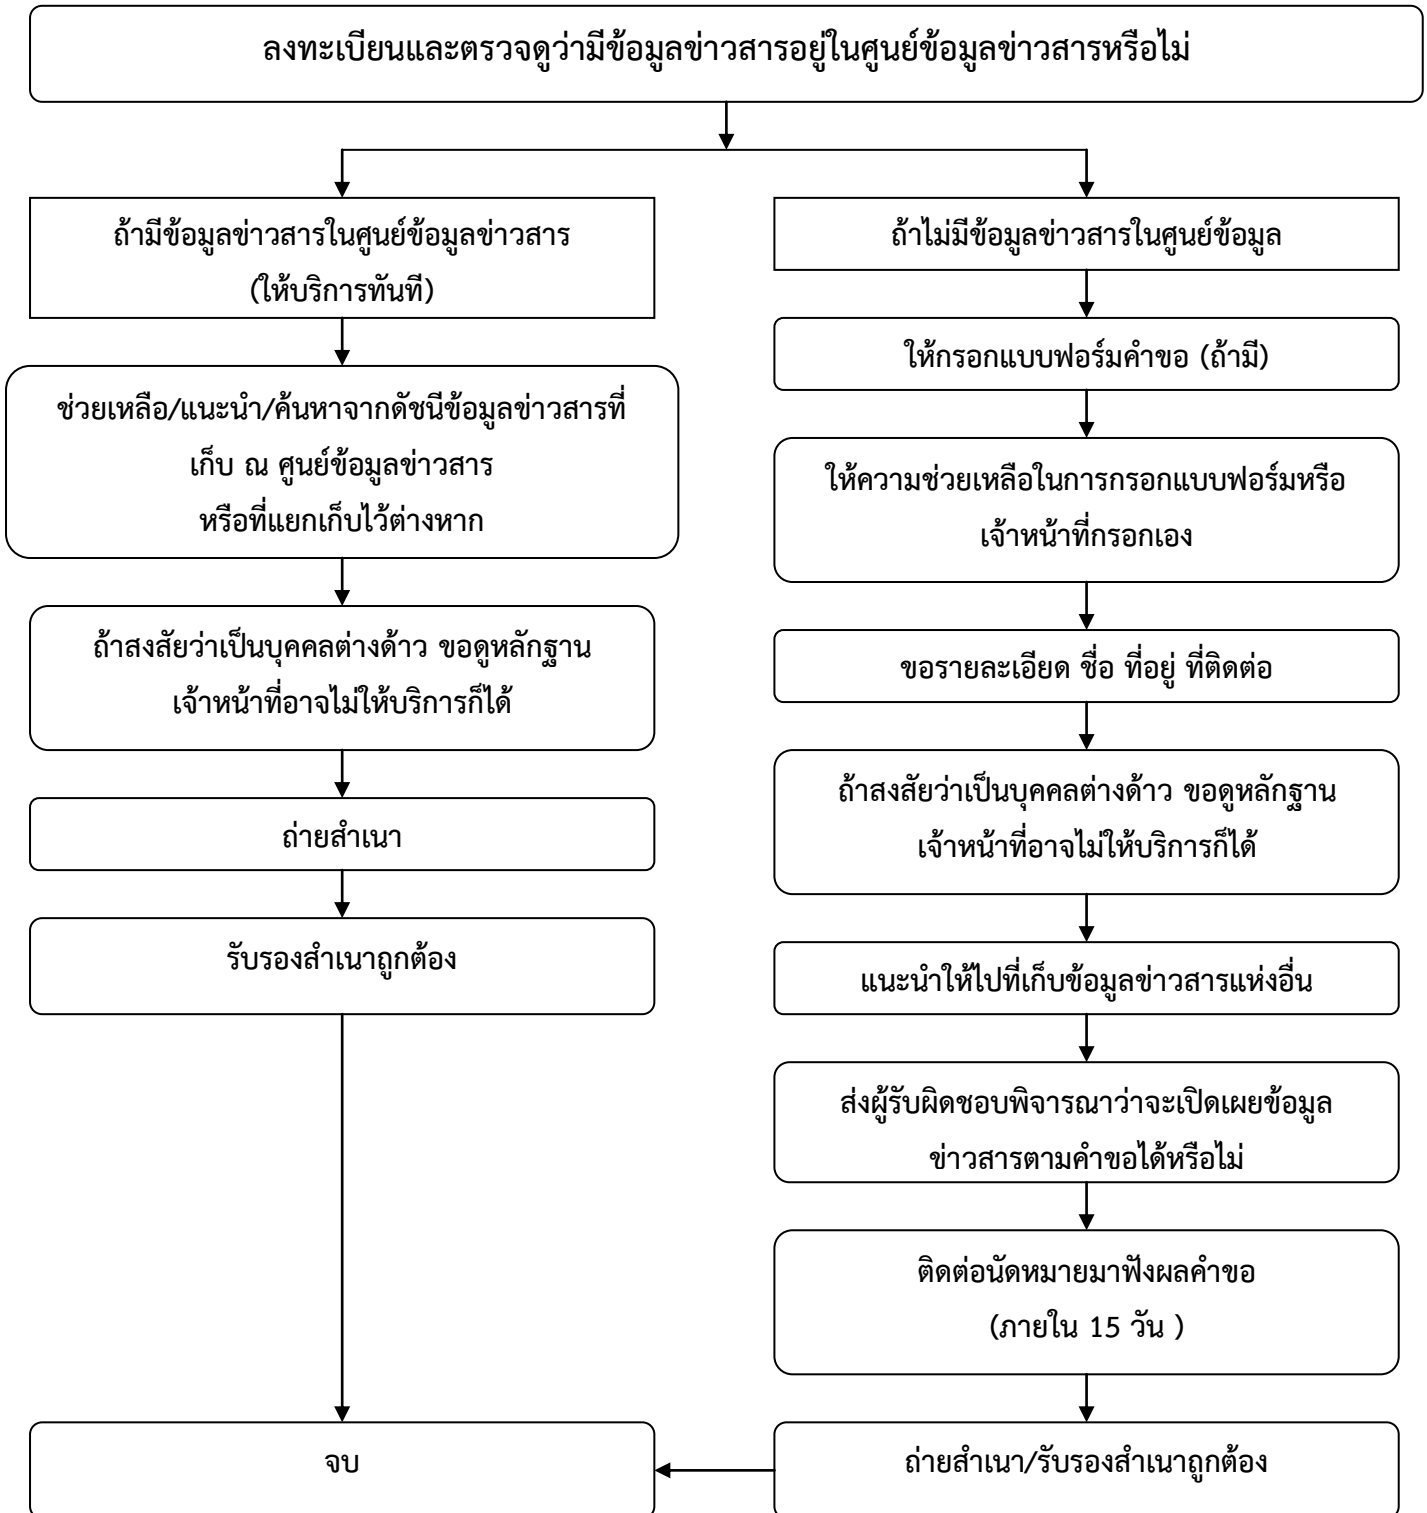 ลงทะเบียนและตรวจดูว่ามีข้อมูลข่าวสารอยู่ในศูนย์ข้อมูลข่าวสารหรือไม่
ถ้ามีข้อมูลข่าวสารในศูนย์ข้อมูลข่าวสาร
(ให้บริการทันที)
ช่วยเหลือ/แนะนำ/ค้นหาจากดัชนีข้อมูลข่าวสารที่
เก็บ ณ ศูนย์ข้อมูลข่าวสาร
หรือที่แยกเก็บไว้ต่างหาก
ถ้าสงสัยว่าเป็นบุคคลต่างด้าว ขอดูหลักฐาน
เจ้าหน้าที่อาจไม่ให้บริการก็ได้
ถ่ายสำเนา
รับรองสำเนาถูกต้อง
ถ้าไม่มีข้อมูลข่าวสารในศูนย์ข้อมูล
ให้กรอกแบบฟอร์มคำขอ (ถ้ามี)
ให้ความช่วยเหลือในการกรอกแบบฟอร์มหรือ
เจ้าหน้าที่กรอกเอง
ขอรายละเอียด ชื่อ ที่อยู่ ที่ติดต่อ
ถ้าสงสัยว่าเป็นบุคคลต่างด้าว ขอดูหลักฐาน
เจ้าหน้าที่อาจไม่ให้บริการก็ได้
แนะนำให้ไปที่เก็บข้อมูลข่าวสารแห่งอื่น
ส่งผู้รับผิดชอบพิจารณาว่าจะเปิดเผยข้อมูล
ข่าวสารตามคำขอได้หรือไม่
ติดต่อนัดหมายมาฟังผลคำขอ
(ภายใน 15 วัน )
ถ่ายสำเนา/รับรองสำเนาถูกต้อง
จบ